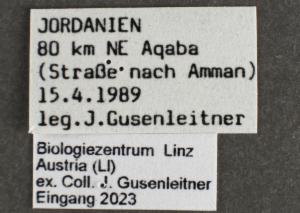 JORDANIEN
80 km NE Aqaba
(Straße nach Amman)
15.4.1989
leg.J.Gusenleitner
Biologiezentrum Linz
Austria (LI)
ex. Coll. J. Gusenleitner
Eingang 2023